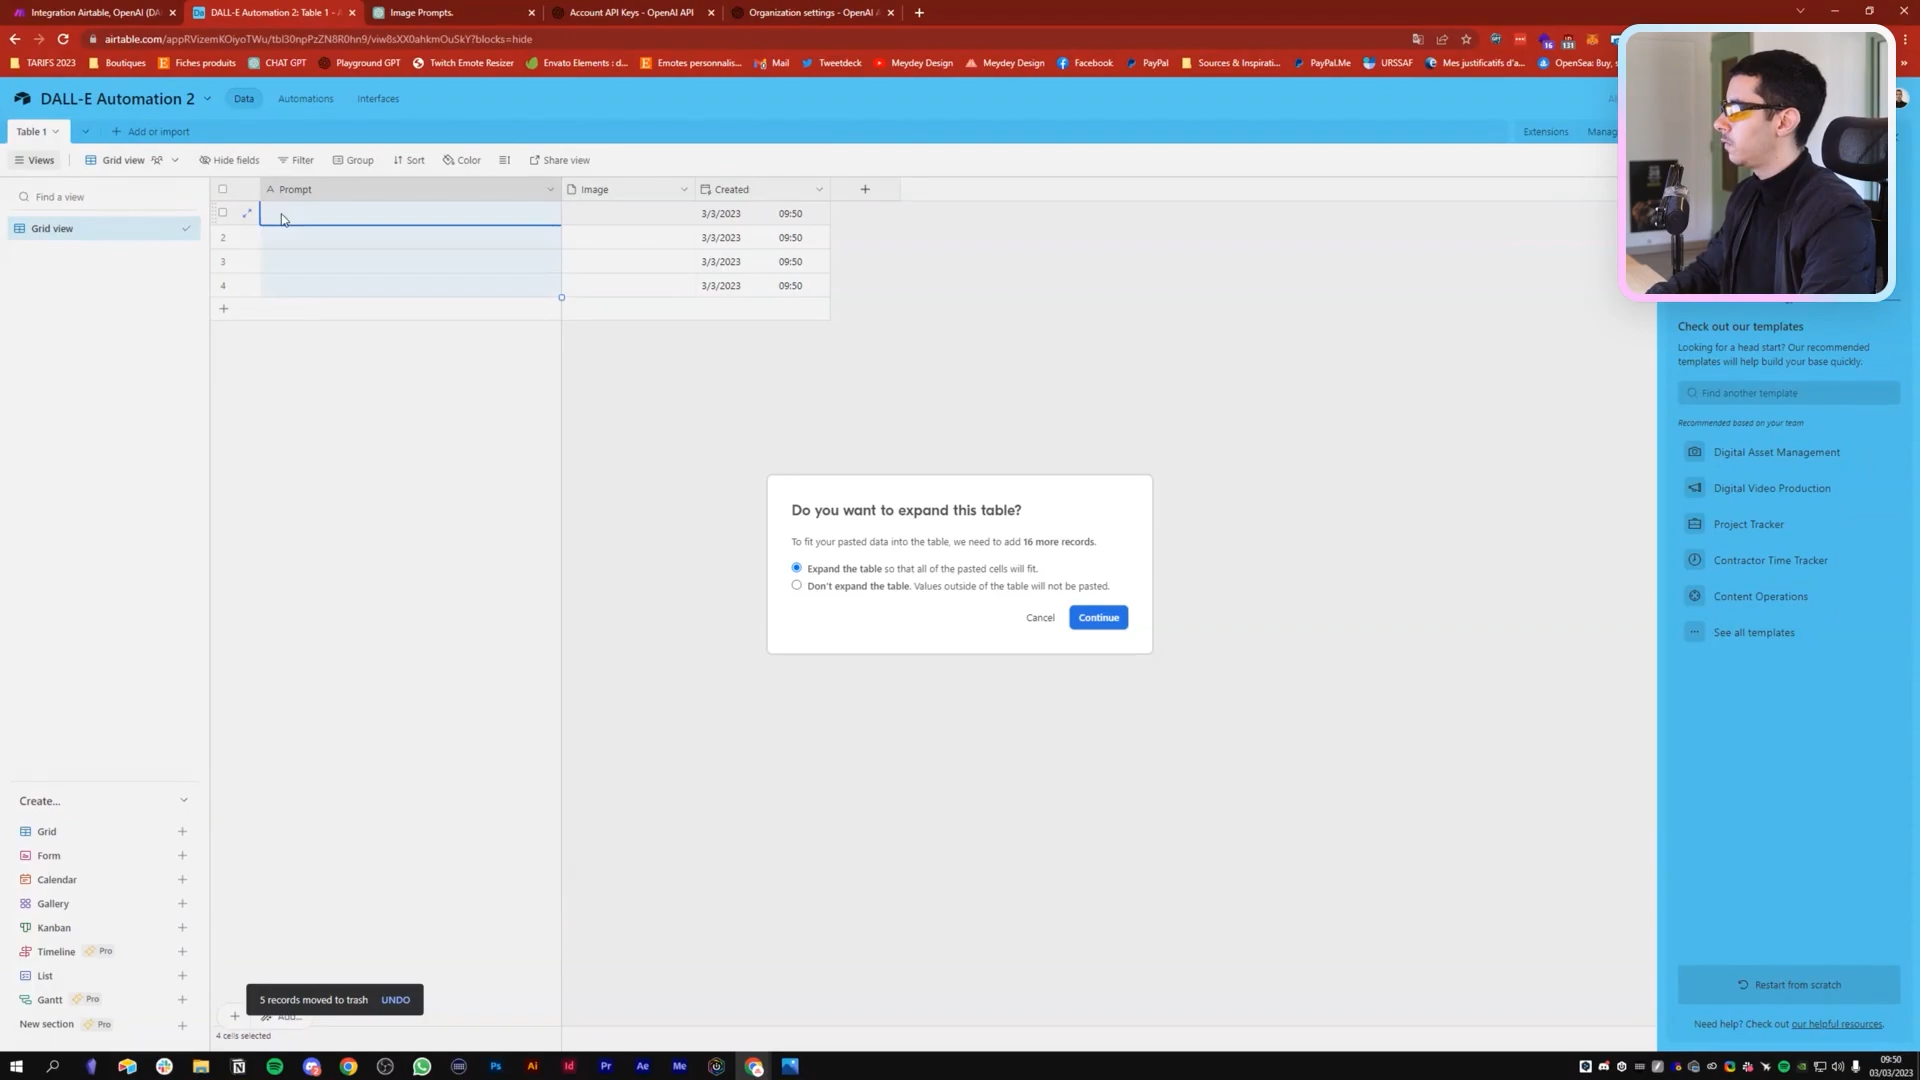 Integration Airtable, OpenAI (DA
DALL-E Automation 2: Table 1 - A
Image Prompts.
Account API Keys - OpenAI API
Organization settings - OpenAI A
airtable.com/appRVizemKOiyoTWu/tbl30npPzZN8R0hn9/viw8sXX0ahkmOuSkY?blocks=hide
16
131
TARIFS 2023
Boutiques
Fiches produits
CHAT GPT
Playground GPT
Twitch Emote Resizer
Envato Elements : d...
Emotes personnalis...
Mail
Tweetdeck
Meydey Design
Meydey Design
Facebook
PayPal
Sources & Inspirati...
PayPal.Me
URSSAF
Mes justificatifs d'a...
OpenSea: Buy, s
DALL-E Automation 2
Data
Automations
Interfaces
Table 1
Add or import
Extensions
Manag
Views
Grid view
Hide fields
Filter
Group
Sort
Color
Share view
Find a view
Prompt
Image
Created
Grid view
3/3/2023 09:50
2 3/3/2023 09:50
3 3/3/2023 09:50
4 3/3/2023 09:50
Check out our templates
Looking for a head start? Our recommended
templates will help build your base quickly.
Find another template
Recommended based on your team
Digital Asset Management
Digital Video Production
Project Tracker
Contractor Time Tracker
Content Operations
See all templates
Do you want to expand this table?
To fit your pasted data into the table, we need to add 16 more records.
Expand the table so that all of the pasted cells will fit.
Don't expand the table. Values outside of the table will not be pasted.
Cancel
Continue
Create...
Grid
Form
Calendar
Gallery
Kanban
Timeline Pro
List
Gantt Pro
New section Pro
5 records moved to trash UNDO
Add...
4 cells selected
Restart from scratch
Need help? Check out our helpful resources.
Ps
Ai
Id
Pr
Ae
Me
09:50
03/03/2023